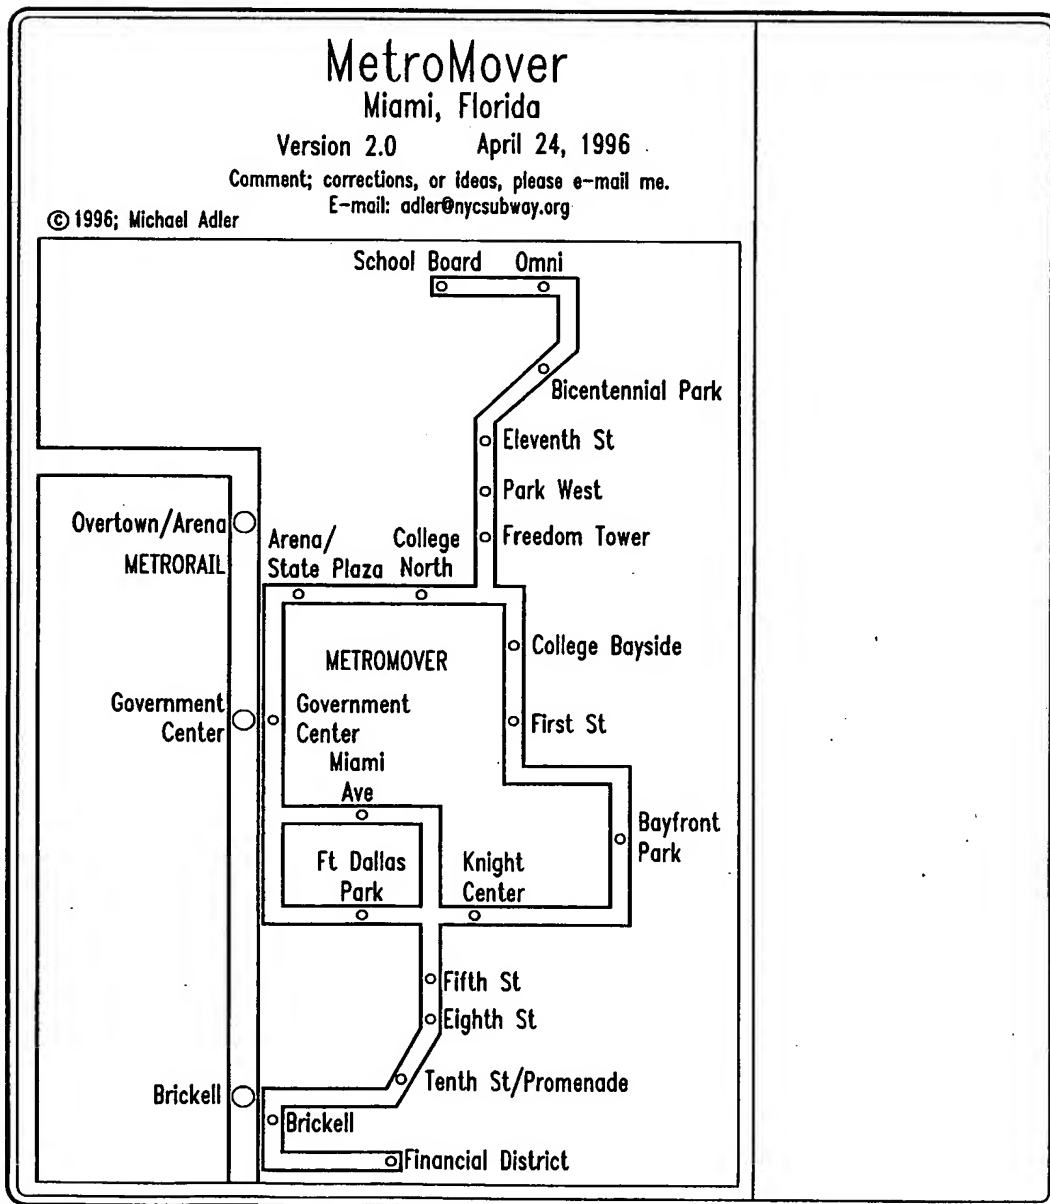 MetroMover
Miami, Florida
Version 2.0 April 24, 1996
Comment; corrections, or ideas, please e-mail me.
E-mail: adler@nycsubway.org
© 1996; Michael Adler
School Board Omni
Bicentennial Park
Eleventh St
Park West
Freedom Tower
Overtown/Arena
METRORAIL
Arena/
State Plaza
College
North
College Bayside
METROMOVER
Government
Center
Government
Center
First St
Miami
Ave
Bayfront
Park
Ft Dallas
Park
Knight
Center
Fifth St
Eighth St
Tenth St/Promenade
Brickell
Brickell
Financial District